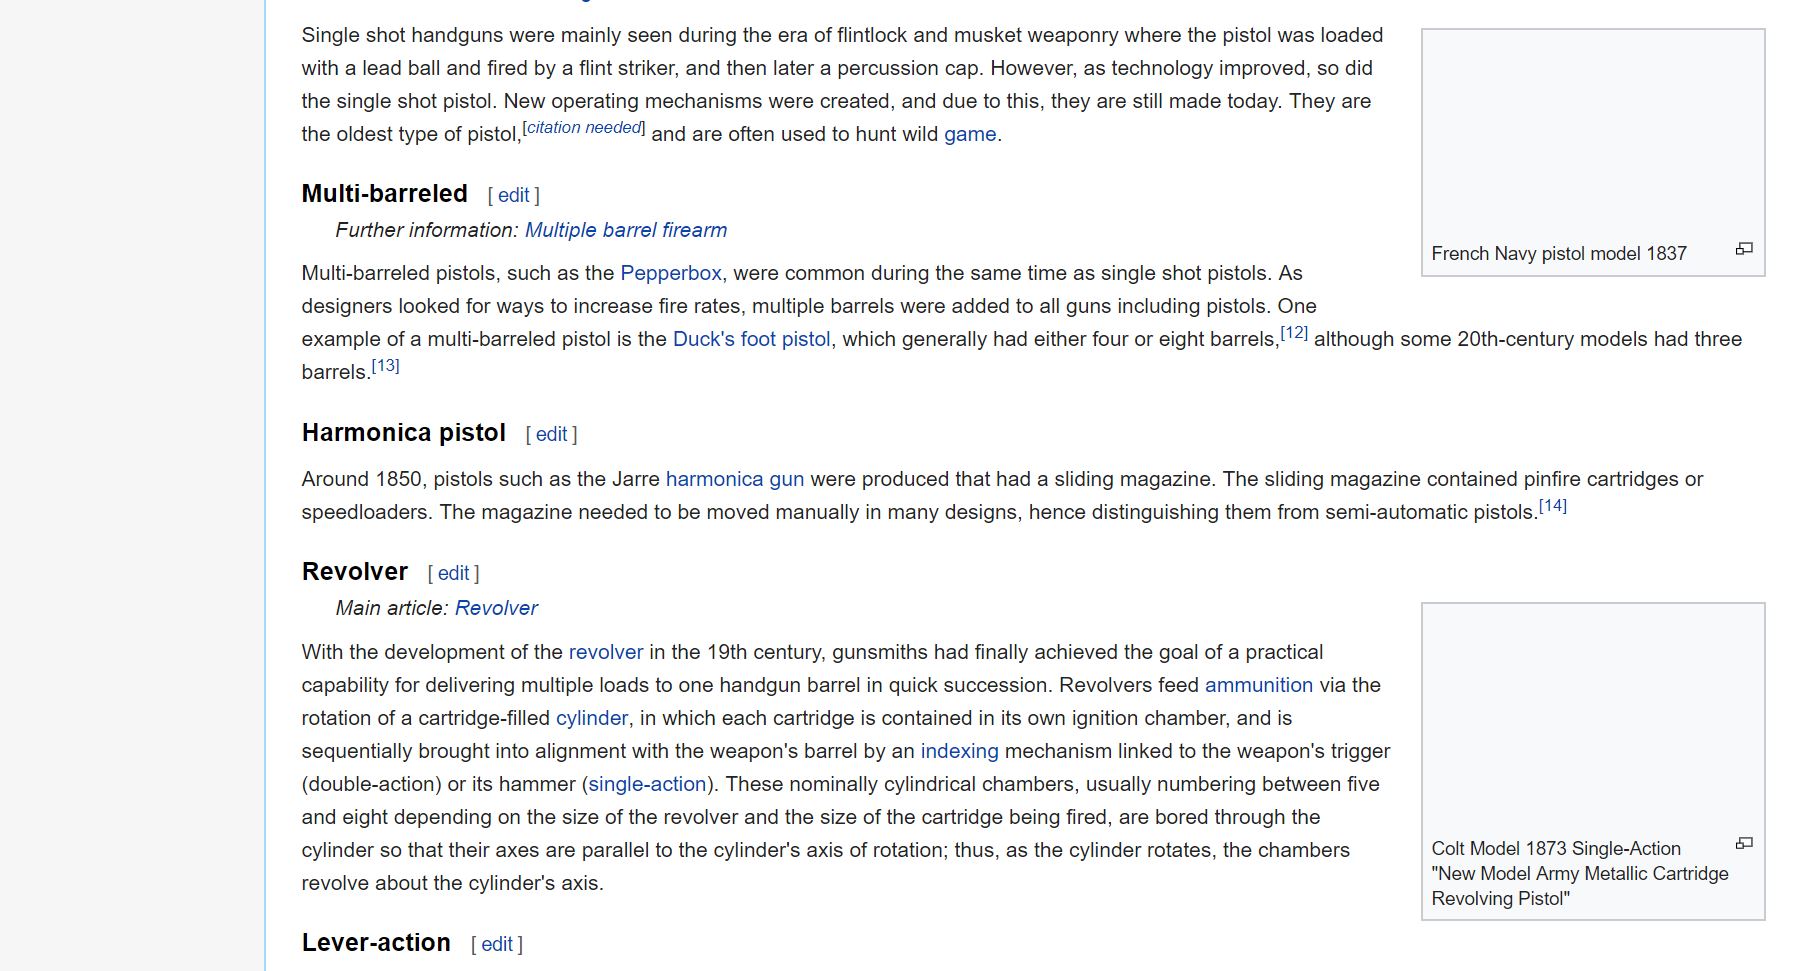 Single shot handguns were mainly seen during the era of flintlock and musket weaponry where the pistol was loaded
with a lead ball and fired by a flint striker, and then later a percussion cap. However, as technology improved, so did
the single shot pistol. New operating mechanisms were created, and due to this, they are still made today. They are
the oldest type of pistol,[citation needed] and are often used to hunt wild game.
French Navy pistol model 1837
Multi-barreled [ edit ]
Further information: Multiple barrel firearm
Multi-barreled pistols, such as the Pepperbox, were common during the same time as single shot pistols. As
designers looked for ways to increase fire rates, multiple barrels were added to all guns including pistols. One
example of a multi-barreled pistol is the Duck's foot pistol, which generally had either four or eight barrels,[12] although some 20th-century models had three
barrels.[13]
Harmonica pistol [ edit ]
Around 1850, pistols such as the Jarre harmonica gun were produced that had a sliding magazine. The sliding magazine contained pinfire cartridges or
speedloaders. The magazine needed to be moved manually in many designs, hence distinguishing them from semi-automatic pistols.[14]
Revolver [ edit ]
Main article: Revolver
With the development of the revolver in the 19th century, gunsmiths had finally achieved the goal of a practical
capability for delivering multiple loads to one handgun barrel in quick succession. Revolvers feed ammunition via the
rotation of a cartridge-filled cylinder, in which each cartridge is contained in its own ignition chamber, and is
sequentially brought into alignment with the weapon's barrel by an indexing mechanism linked to the weapon's trigger
(double-action) or its hammer (single-action). These nominally cylindrical chambers, usually numbering between five
and eight depending on the size of the revolver and the size of the cartridge being fired, are bored through the
cylinder so that their axes are parallel to the cylinder's axis of rotation; thus, as the cylinder rotates, the chambers
revolve about the cylinder's axis.
Colt Model 1873 Single-Action
"New Model Army Metallic Cartridge
Revolving Pistol"
Lever-action [ edit ]